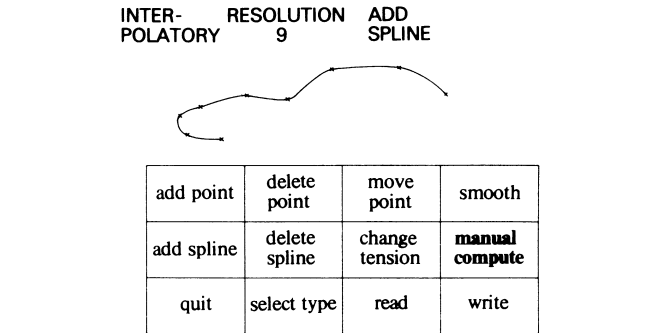 INTER- RESOLUTION ADD
POLATORY 9 SPLINE
add point delete point move point smooth
add spline delete spline change tension manual compute
quit select type read write